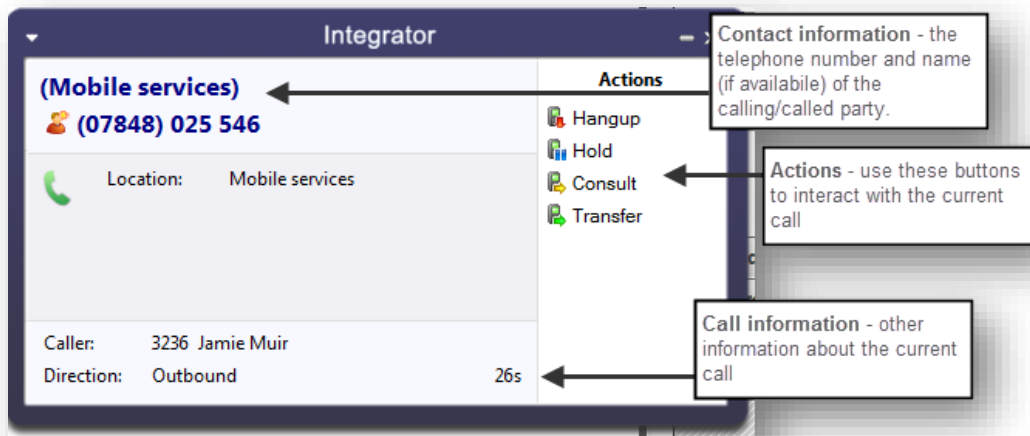 Integrator
(Mobile services)
(07848) 025 546
Location: Mobile services
Caller: 3236 Jamie Muir
Direction: Outbound 26s
Actions
Hangup
Hold
Consult
Transfer
Contact information - the
telephone number and name
(if availabile) of the
calling/called party.
Actions - use these buttons
to interact with the current
call
Call information - other
information about the current
call